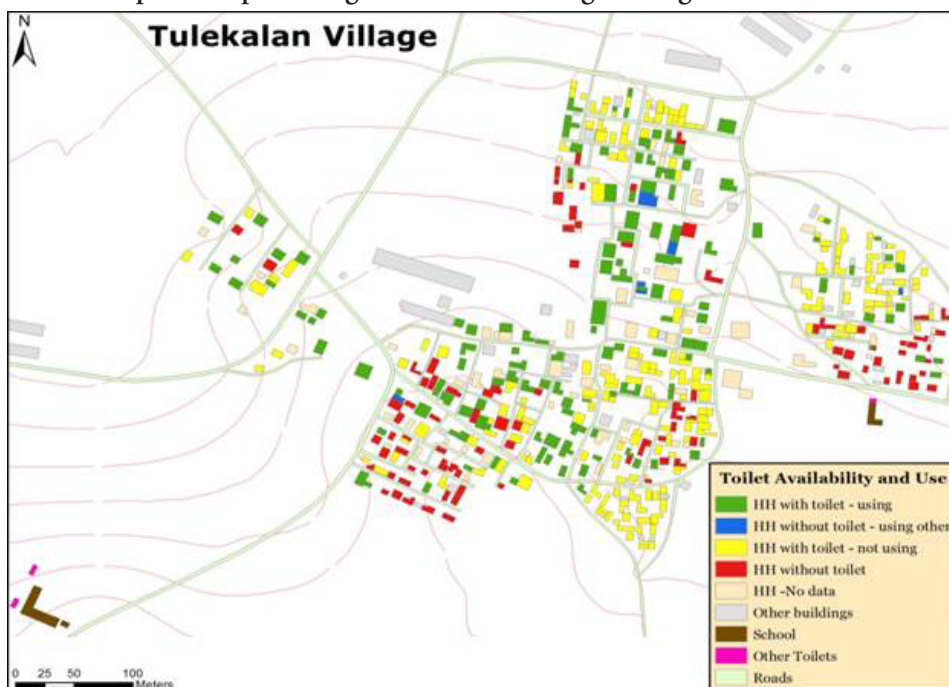 N
Tulekalan Village
Toilet Availability and Use
HH with toilet - using
HH without toilet - using other
HH with toilet - not using
HH without toilet
HH -No data
Other buildings
School
Other Toilets
Roads
0 25 50 100
Meters